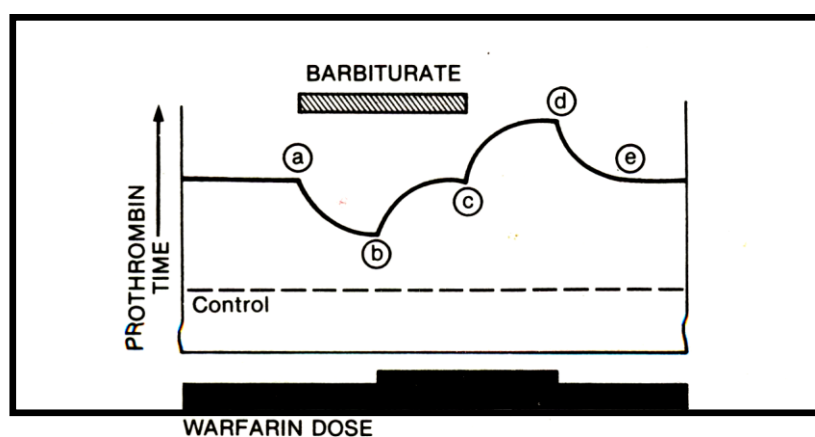 BARBITURATE
a
b
c
d
e
PROTHROMBIN
TIME
Control
WARFARIN DOSE